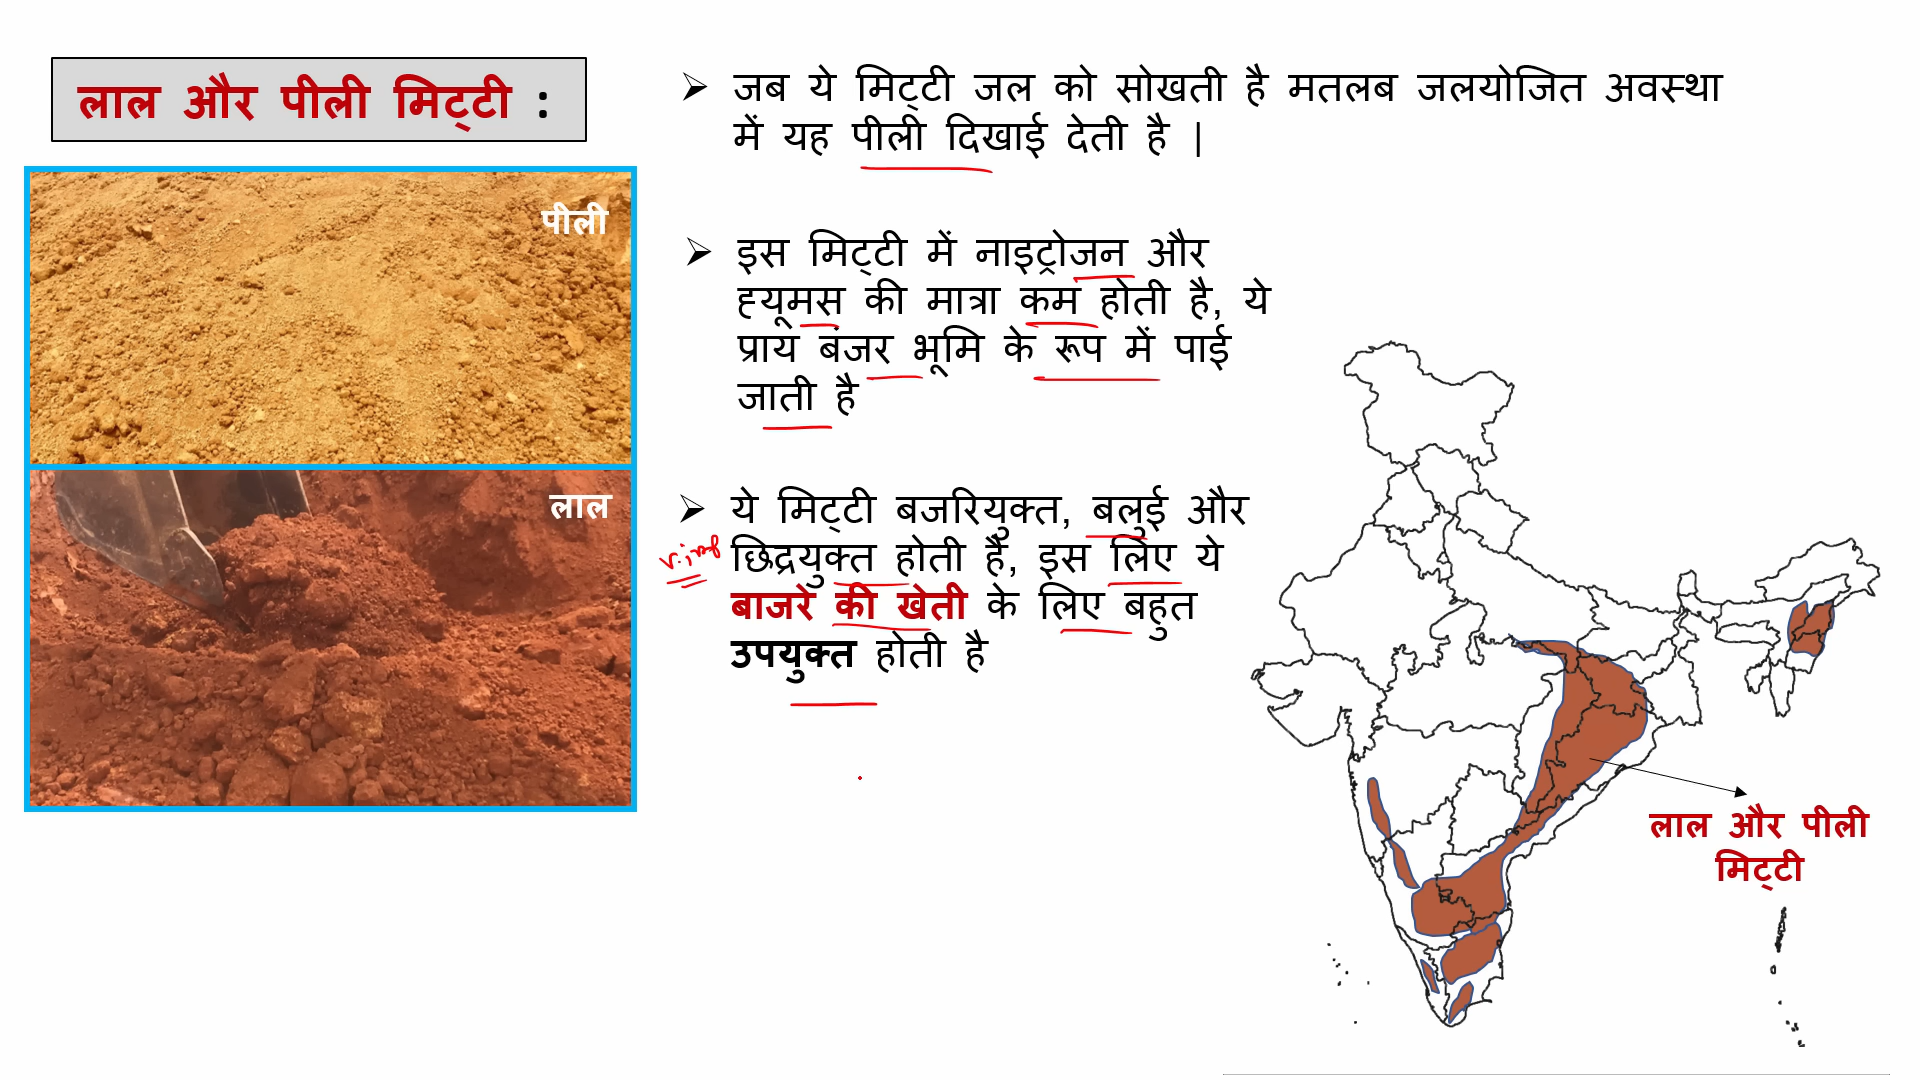 लाल और पीली मिट्टी :
पीली
लाल
➢ जब ये मिट्टी जल को सोखती है मतलब जलयोजित अवस्था
में यह पीली दिखाई देती है |
➢ इस मिट्टी में नाइट्रोजन और
ह्यूमस की मात्रा कम होती है, ये
प्राय बंजर भूमि के रूप में पाई
जाती है
➢ ये मिट्टी बजरियुक्त, बलुई और
छिद्रयुक्त होती है, इस लिए ये
बाजरे की खेती के लिए बहुत
उपयुक्त होती है
v.imp
लाल और पीली
मिट्टी